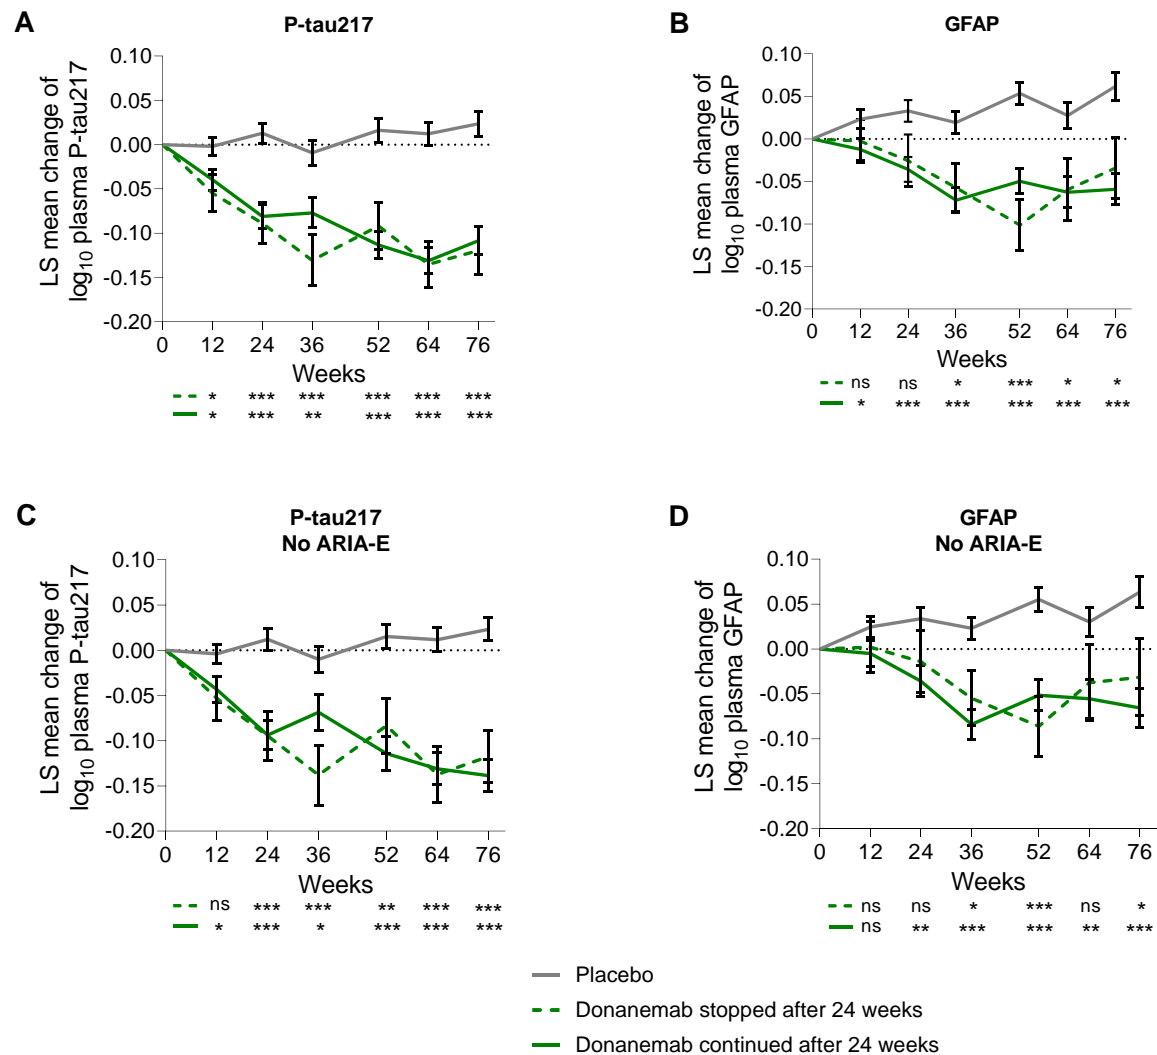 A
P-tau217
LS mean change of
log10 plasma P-tau217
0.10
0.05
0.00
-0.05
-0.10
-0.15
-0.20
0 12 24 36 52 64 76
Weeks
* *** *** *** *** ***
* *** ** *** *** ***
B
GFAP
LS mean change of
log10 plasma GFAP
0.10
0.05
0.00
-0.05
-0.10
-0.15
-0.20
0 12 24 36 52 64 76
Weeks
ns ns * *** * *
* *** *** *** *** ***
C
P-tau217
No ARIA-E
LS mean change of
log10 plasma P-tau217
0.10
0.05
0.00
-0.05
-0.10
-0.15
-0.20
0 12 24 36 52 64 76
Weeks
ns *** *** ** *** ***
* *** * *** *** ***
D
GFAP
No ARIA-E
LS mean change of
log10 plasma GFAP
0.10
0.05
0.00
-0.05
-0.10
-0.15
-0.20
0 12 24 36 52 64 76
Weeks
ns ns * *** ns *
ns ** *** *** ** ***
Placebo
Donanemab stopped after 24 weeks
Donanemab continued after 24 weeks